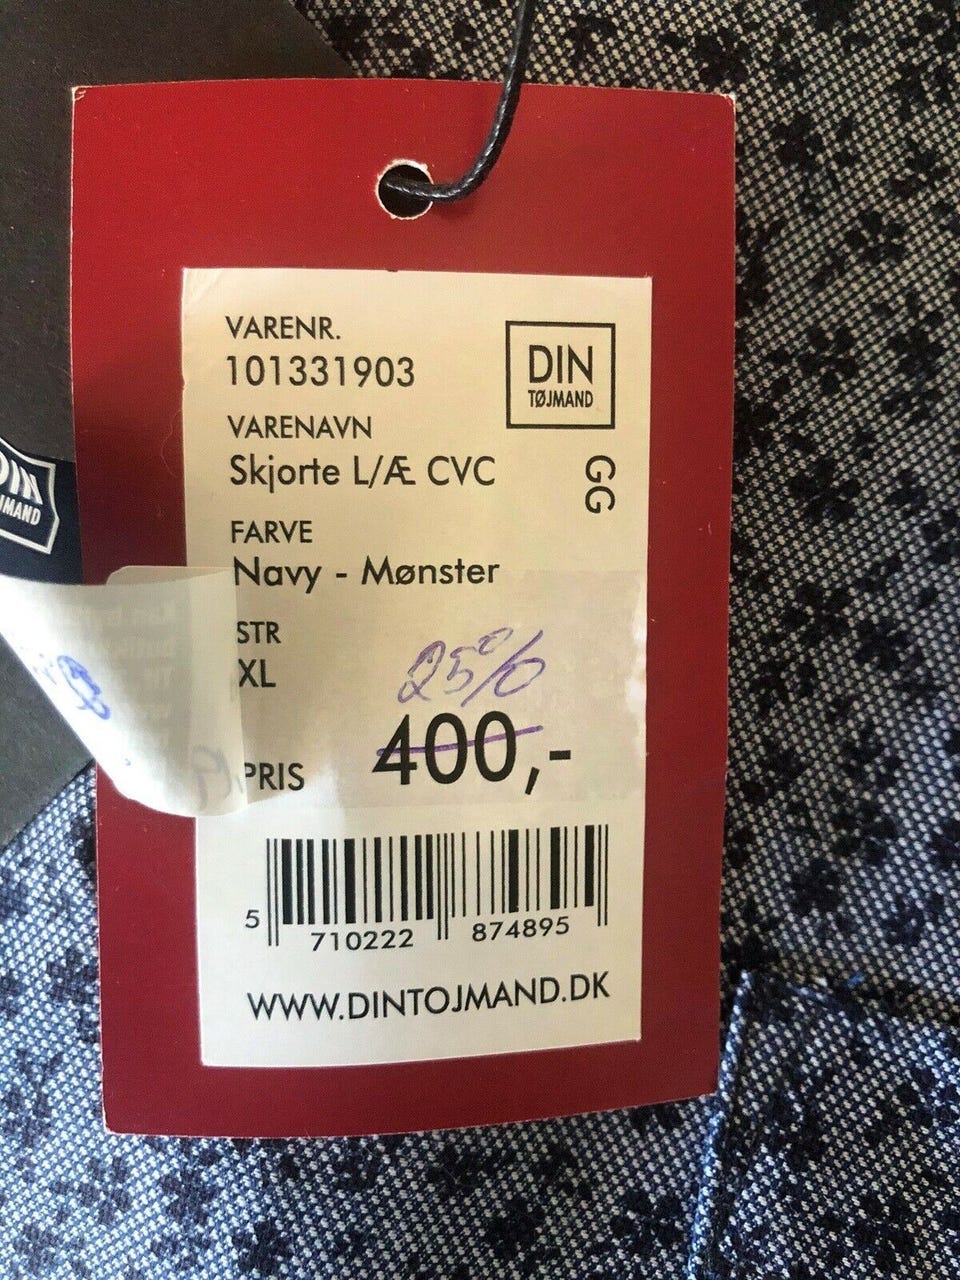 VARENR.
101331903
DIN
TØJMAND
VARENAVN
Skjorte L/Æ CVC
GG
FARVE
Navy - Mønster
STR
XL
25%
PRIS
400,-
5 710222 874895
WWW.DINTOJMAND.DK
DIN